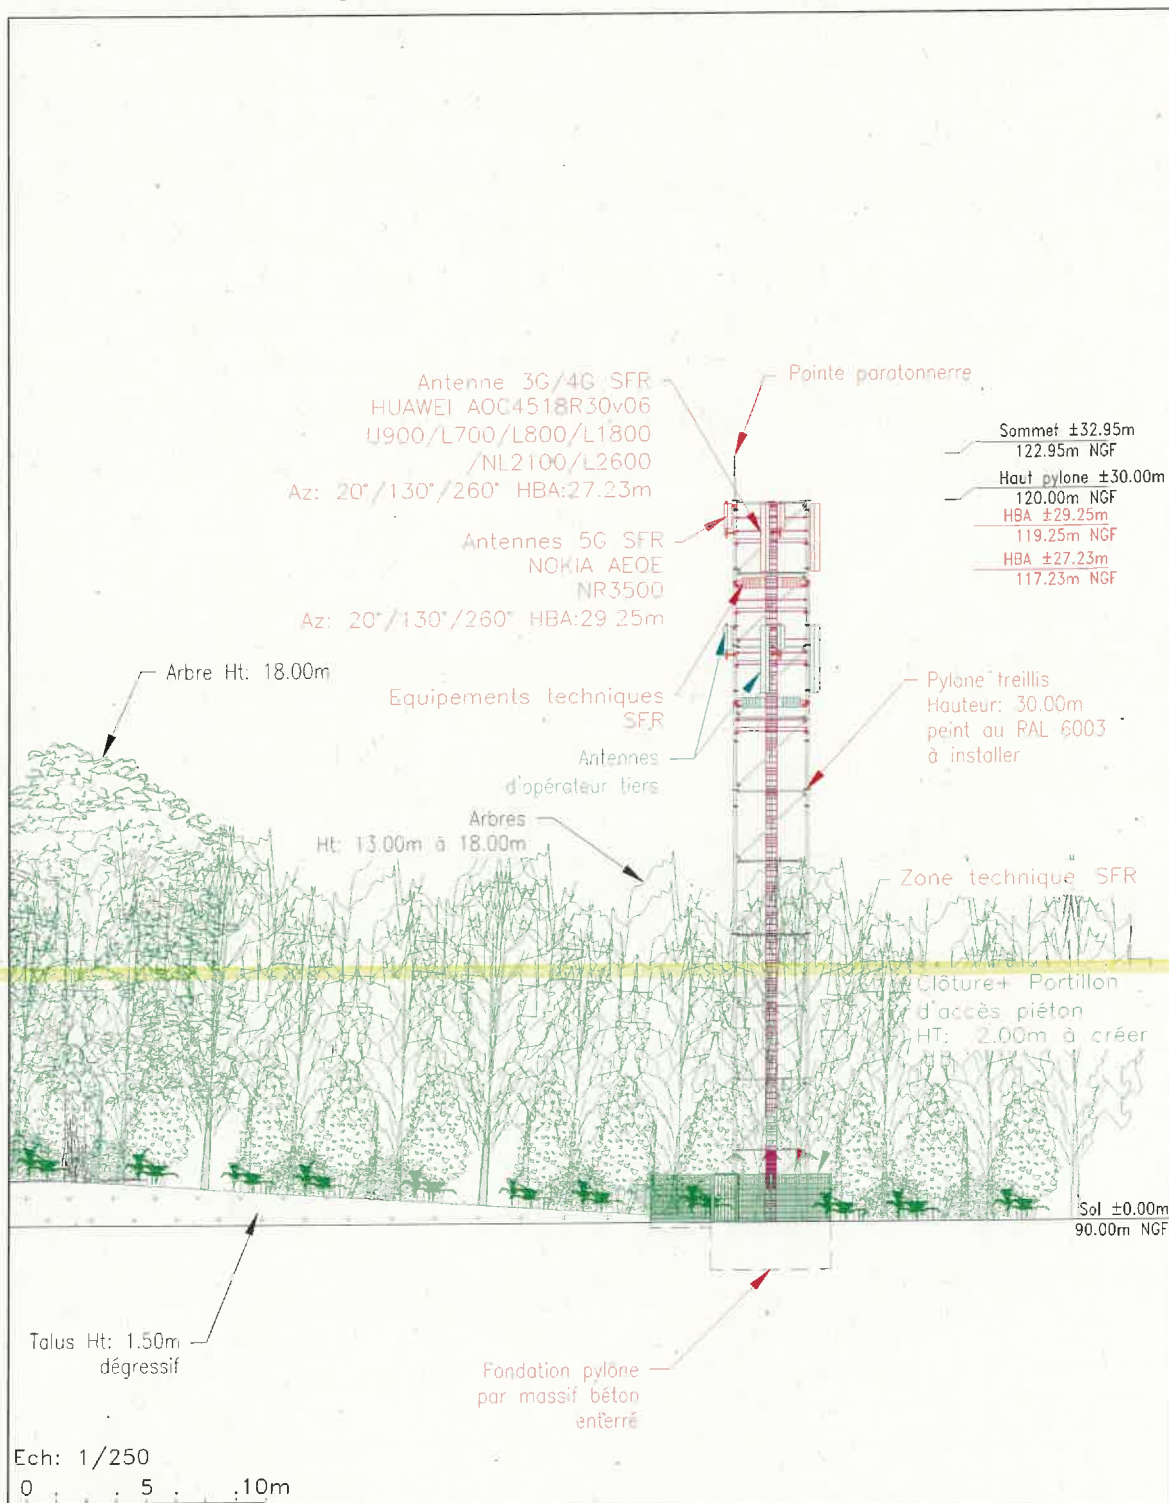 Antenne 3G/4G SFR
HUAWEI AOC4518R30v06
U900/L700/L800/L1800
/NL2100/L2600
Az: 20°/130°/260° HBA:27.23m
Pointe paratonnerre
Sommet ±32.95m
122.95m NGF
Haut pylone ±30.00m
120.00m NGF
HBA ±29.25m
119.25m NGF
HBA ±27.23m
117.23m NGF
Antennes 5G SFR
NOKIA AEQE
NR3500
Az: 20°/130°/260° HBA:29.25m
Arbre Ht: 18.00m
Equipements techniques
SFR
Pylone treillis
Hauteur: 30.00m
peint au RAL 6003
à installer
Antennes
d'opérateur tiers
Arbres
Ht: 13.00m à 18.00m
Zone technique SFR
Clôture+ Portillon
d'accès piéton
HT: 2.00m à créer
Sol ±0.00m
90.00m NGF
Talus Ht: 1.50m
dégressif
Fondation pylône
par massif béton
enterré
Ech: 1/250
0 5 10m